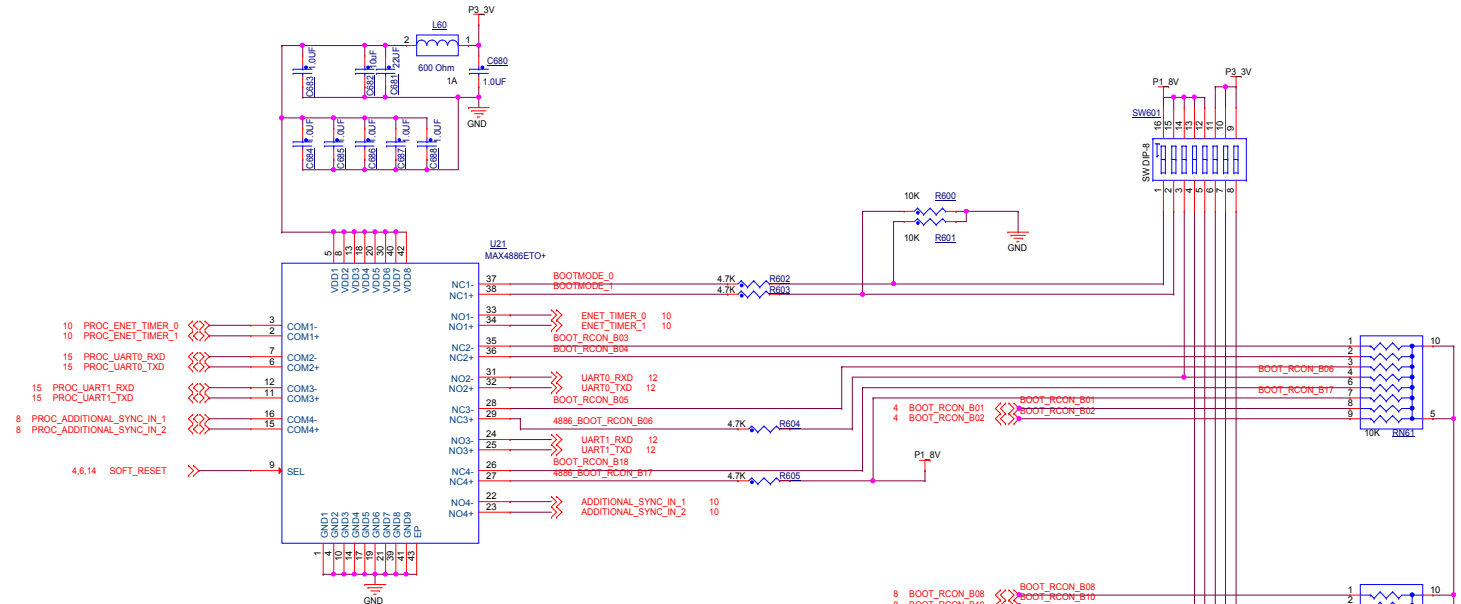 P3_3V
L60
2
1
600 Ohm
1A
C680
1.0UF
C683
1.0UF
C682
10uF
C681
22UF
GND
C684
1.0UF
C685
1.0UF
C686
1.0UF
C687
1.0UF
C688
1.0UF
P1_8V
P3_3V
SW601
16
15
14
13
12
11
10
9
SW DIP-8
1
2
3
4
5
6
7
8
10K
R600
10K
R601
GND
U21
MAX4886ETO+
5
8
13
18
20
30
40
42
VDD1
VDD2
VDD3
VDD4
VDD5
VDD6
VDD7
VDD8
NC1- 37 BOOTMODE_0 4.7K R602
NC1+ 38 BOOTMODE_1 4.7K R603
NO1- 33 ENET_TIMER_0 10
NO1+ 34 ENET_TIMER_1 10
NC2- 35 BOOT_RCON_B03
NC2+ 36 BOOT_RCON_B04
NO2- 31 UART0_RXD 12
NO2+ 32 UART0_TXD 12
NC3- 28 BOOT_RCON_B05
NC3+ 29 4886_BOOT_RCON_B06 4.7K R604
NO3- 24 UART1_RXD 12
NO3+ 25 UART1_TXD 12
NC4- 26 BOOT_RCON_B18
NC4+ 27 4886_BOOT_RCON_B17 4.7K R605
NO4- 22 ADDITIONAL_SYNC_IN_1 10
NO4+ 23 ADDITIONAL_SYNC_IN_2 10
10 PROC_ENET_TIMER_0 3 COM1-
10 PROC_ENET_TIMER_1 2 COM1+
15 PROC_UART0_RXD 7 COM2-
15 PROC_UART0_TXD 6 COM2+
15 PROC_UART1_RXD 12 COM3-
15 PROC_UART1_TXD 11 COM3+
8 PROC_ADDITIONAL_SYNC_IN_1 16 COM4-
8 PROC_ADDITIONAL_SYNC_IN_2 15 COM4+
4,6,14 SOFT_RESET 9 SEL
GND1
GND2
GND3
GND4
GND5
GND6
GND7
GND8
GND9
EP
1
4
10
14
17
19
21
39
41
43
GND
P1_8V
1
2
3
4
6
7
8
9
10
5
BOOT_RCON_B06
BOOT_RCON_B17
4 BOOT_RCON_B01 BOOT_RCON_B01
4 BOOT_RCON_B02 BOOT_RCON_B02
10K
RN61
8 BOOT_RCON_B08 BOOT_RCON_B08
8 BOOT_RCON_B10 BOOT_RCON_B10
1
2
10